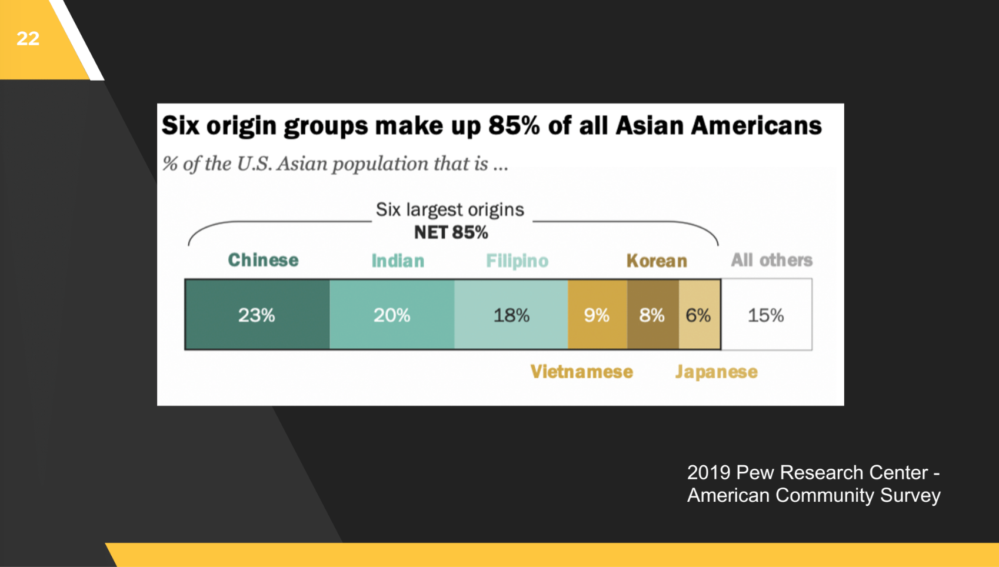 22
Six origin groups make up 85% of all Asian Americans
% of the U.S. Asian population that is ...
Six largest origins
NET 85%
Chinese Indian Filipino Korean All others
23% 20% 18% 9% 8% 6% 15%
Vietnamese Japanese
2019 Pew Research Center -
American Community Survey